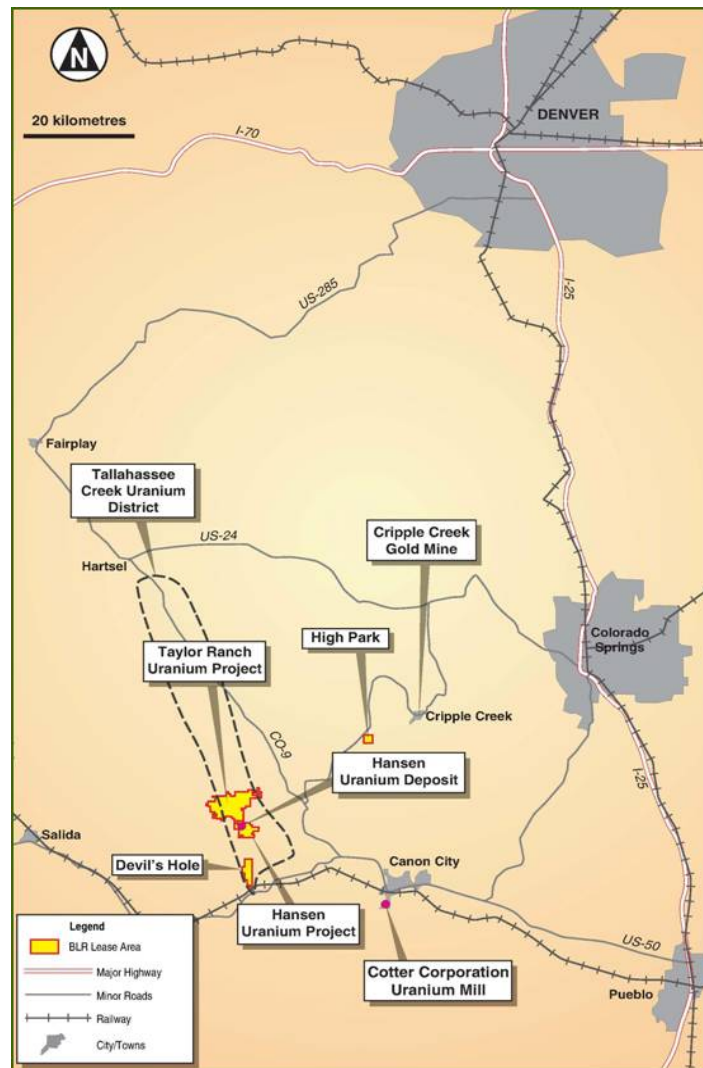 N
20 kilometres
I-70
DENVER
US-285
I-25
Fairplay
Tallahassee
Creek Uranium
District
US-24
Cripple Creek
Gold Mine
Hartsel
High Park
Colorado
Springs
Taylor Ranch
Uranium Project
Cripple Creek
CO-9
Hansen
Uranium Deposit
I-25
Salida
Devil's Hole
Canon City
Hansen
Uranium Project
US-50
Cotter Corporation
Uranium Mill
Pueblo
Legend
BLR Lease Area
Major Highway
Minor Roads
Railway
City/Towns